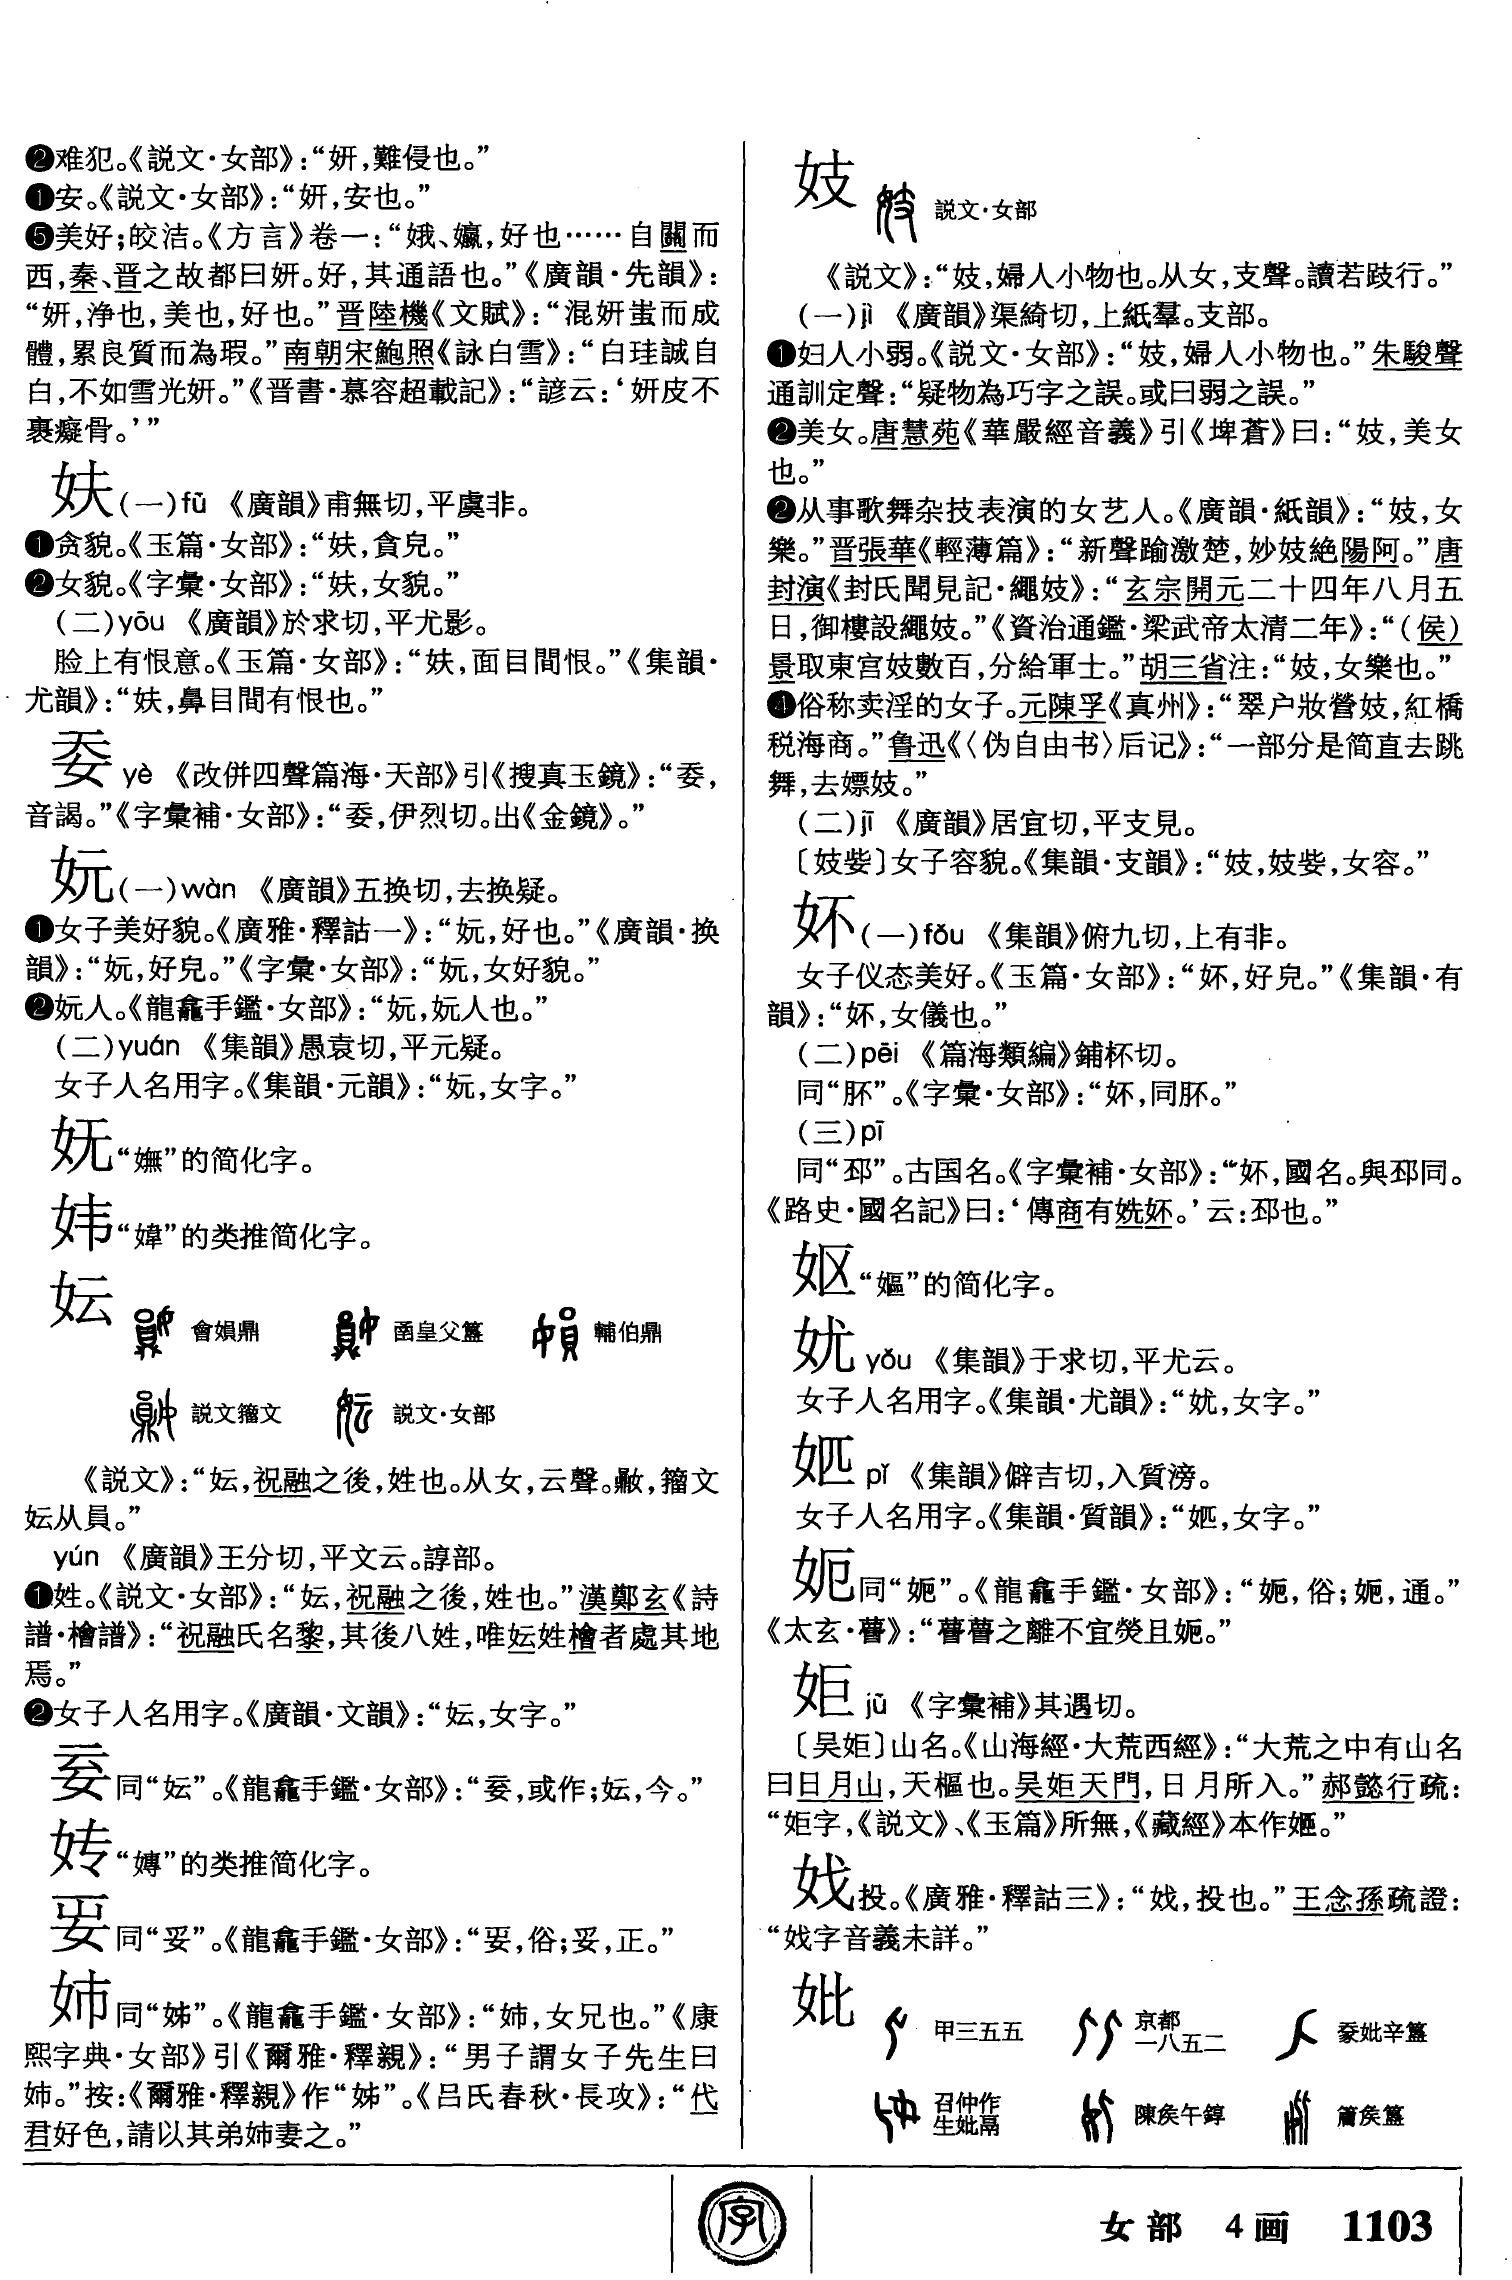 ❷难犯。《説文·女部》：“妍，難侵也。”
❶安。《説文·女部》：“妍，安也。”
❺美好；皎洁。《方言》卷一：“娥、㜲，好也……自關而
西，秦、晋之故都曰妍。好，其通語也。”《廣韻·先韻》：
“妍，净也，美也，好也。”晋陸機《文賦》：“混妍蚩而成
體，累良質而為瑕。”南朝宋鮑照《詠白雪》：“白珪誠自
白，不如雪光妍。”《晋書·慕容超載記》：“諺云：‘妍皮不
裹癡骨。’”
妋(一)fū 《廣韻》甫無切，平虞非。
❶贪貌。《玉篇·女部》：“妋，貪皃。”
❷女貌。《字彙·女部》：“妋，女貌。”
(二)yōu 《廣韻》於求切，平尤影。
脸上有恨意。《玉篇·女部》：“妋，面目間恨。”《集韻·
尤韻》：“妋，鼻目間有恨也。”
yè 《改併四聲篇海·天部》引《搜真玉鏡》：“
音謁。”《字彙補·女部》：“，伊烈切。出《金鏡》。”
妧(一)wàn 《廣韻》五换切，去换疑。
❶女子美好貌。《廣雅·釋詁一》：“妧，好也。”《廣韻·换
韻》：“妧，好皃。”《字彙·女部》：“妧，女好貌。”
❷妧人。《龍龕手鑑·女部》：“妧，妧人也。”
(二)yuán 《集韻》愚袁切，平元疑。
女子人名用字。《集韻·元韻》：“妧，女字。”
妩“嫵”的简化字。
㚰“媁”的类推简化字。
妘
會娟鼎 函皇父簋 輔伯鼎
説文籀文 説文·女部
《説文》：“妘，祝融之後，姓也。从女，云聲。𡣬，籀文
妘从員。”
yún 《廣韻》王分切，平文云。諄部。
❶姓。《説文·女部》：“妘，祝融之後，姓也。”漢鄭玄《詩
譜·檜譜》：“祝融氏名黎，其後八姓，唯妘姓檜者處其地
焉。”
❷女子人名用字。《廣韻·文韻》：“妘，女字。”
同“妘”。《龍龕手鑑·女部》：“，或作；妘，今。”
“嫥”的类推简化字。
同“妥”。《龍龕手鑑·女部》：“，俗；妥，正。”
姉同“姊”。《龍龕手鑑·女部》：“姉，女兄也。”《康
熙字典·女部》引《爾雅·釋親》：“男子謂女子先生曰
姉。”按：《爾雅·釋親》作“姊”。《吕氏春秋·長攻》：“代
君好色，請以其弟姉妻之。”
妓
説文·女部
《説文》：“妓，婦人小物也。从女，支聲。讀若跂行。”
(一)jì 《廣韻》渠綺切，上紙羣。支部。
❶妇人小弱。《説文·女部》：“妓，婦人小物也。”朱駿聲
通訓定聲：“疑物為巧字之誤。或曰弱之誤。”
❷美女。唐慧苑《華嚴經音義》引《埤蒼》曰：“妓，美女
也。”
❷从事歌舞杂技表演的女艺人。《廣韻·紙韻》：“妓，女
樂。”晋張華《輕薄篇》：“新聲踰激楚，妙妓絶陽阿。”唐
封演《封氏聞見記·繩妓》：“玄宗開元二十四年八月五
日，御樓設繩妓。”《資治通鑑·梁武帝太清二年》：“(侯)
景取東宫妓數百，分給軍士。”胡三省注：“妓，女樂也。”
❹俗称卖淫的女子。元陳孚《真州》：“翠户妝營妓，紅橋
税海商。”鲁迅《〈伪自由书〉后记》：“一部分是简直去跳
舞，去嫖妓。”
(二)jī 《廣韻》居宜切，平支見。
〔妓姕〕女子容貌。《集韻·支韻》：“妓，妓姕，女容。”
妚(一)fǒu 《集韻》俯九切，上有非。
女子仪态美好。《玉篇·女部》：“妚，好皃。”《集韻·有
韻》：“妚，女儀也。”
(二)pēi 《篇海類編》鋪杯切。
同“肧”。《字彙·女部》：“妚，同肧。”
(三)pī
同“邳”。古国名。《字彙補·女部》：“妚，國名。與邳同。
《路史·國名記》曰：‘傳商有姺妚。’云：邳也。”
妪“嫗”的简化字。
㚭yǒu 《集韻》于求切，平尤云。
女子人名用字。《集韻·尤韻》：“㚭，女字。”
pǐ 《集韻》僻吉切，入質滂。
女子人名用字。《集韻·質韻》：“，女字。”
妮同“”。《龍龕手鑑·女部》：“，俗；，通。”
《太玄·瞢》：“瞢瞢之離不宜熒且。”
姖jǔ 《字彙補》其遇切。
〔吴姖〕山名。《山海經·大荒西經》：“大荒之中有山名
曰日月山，天樞也。吴姖天門，日月所入。”郝懿行疏：
“姖字，《説文》、《玉篇》所無，《藏經》本作姬。”
投。《廣雅·釋詁三》：“，投也。”王念孫疏證：
“字音義未詳。”
妣
甲三五五 京都一八五二 妣辛簋
召仲作生妣鬲 陳侯午錞 簋
女部 4画 1103